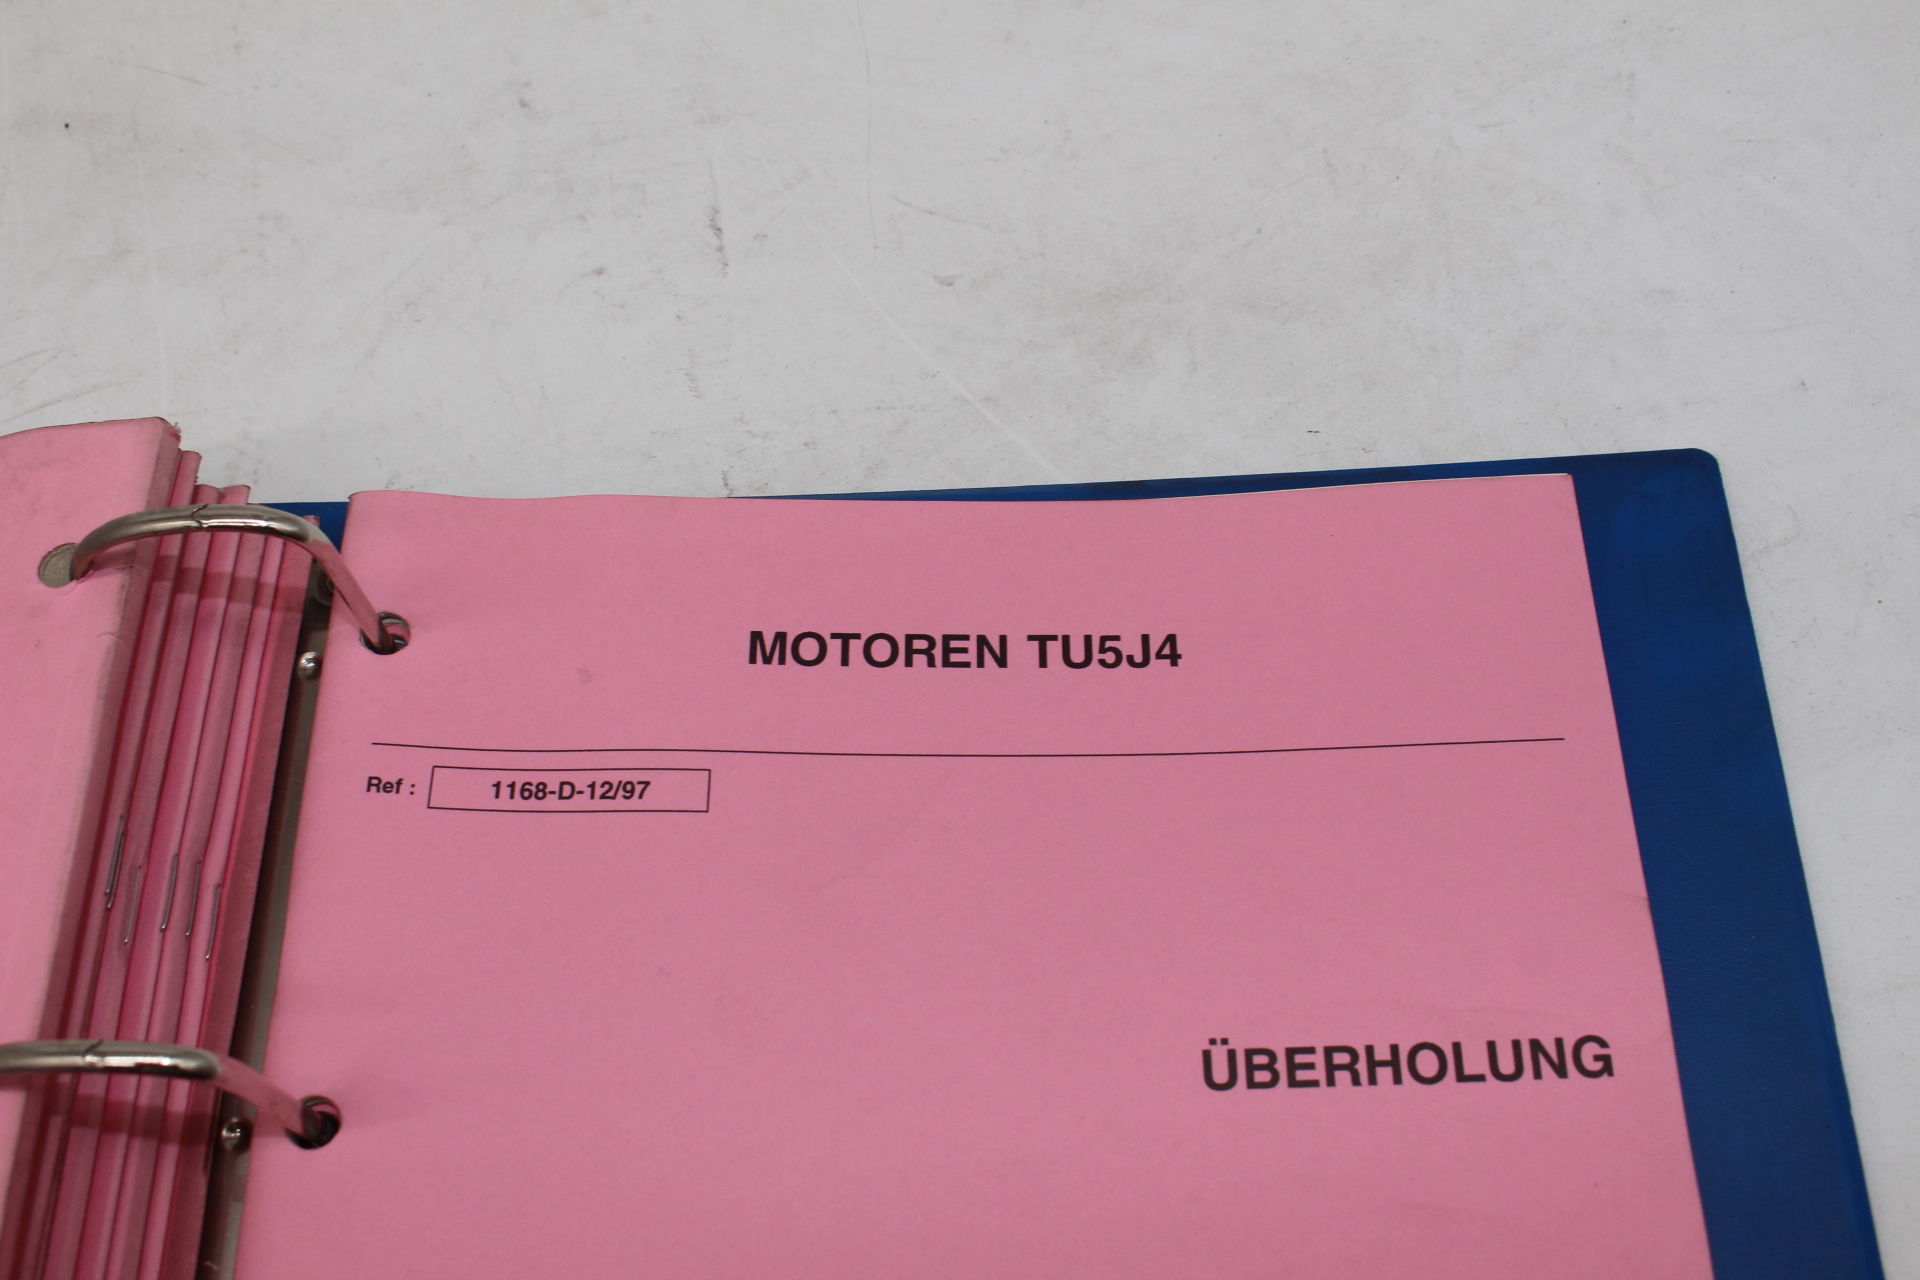 MOTOREN TU5J4
Ref : 1168-D-12/97
ÜBERHOLUNG